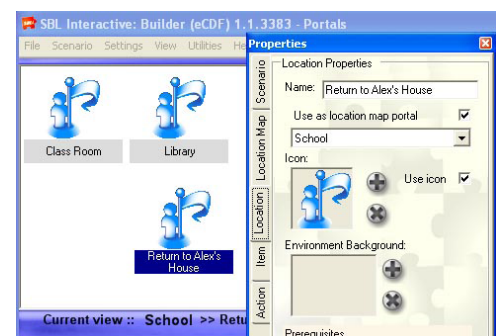 SBL Interactive: Builder (eCDF) 1.1.3383 - Portals
File Scenario Settings View Utilities He
Class Room
Library
Return to Alex's
House
Current view :: School >> Retu
Properties
Scenario
Location Map
Location
Item
Action
Location Properties
Name: Return to Alex's House
Use as location map portal
School
Icon:
Use icon
Environment Background:
Prerequisites